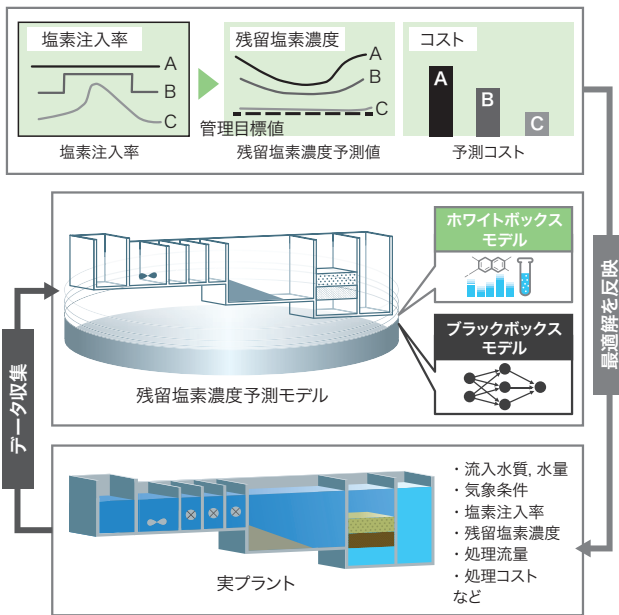 塩素注入率
A
B
C
塩素注入率
残留塩素濃度
A
B
C
管理目標値
残留塩素濃度予測値
コスト
A
B
C
予測コスト
ホワイトボックス
モデル
ブラックボックス
モデル
残留塩素濃度予測モデル
データ収集
最適解を反映
実プラント
・流入水質, 水量
・気象条件
・塩素注入率
・残留塩素濃度
・処理流量
・処理コスト
など